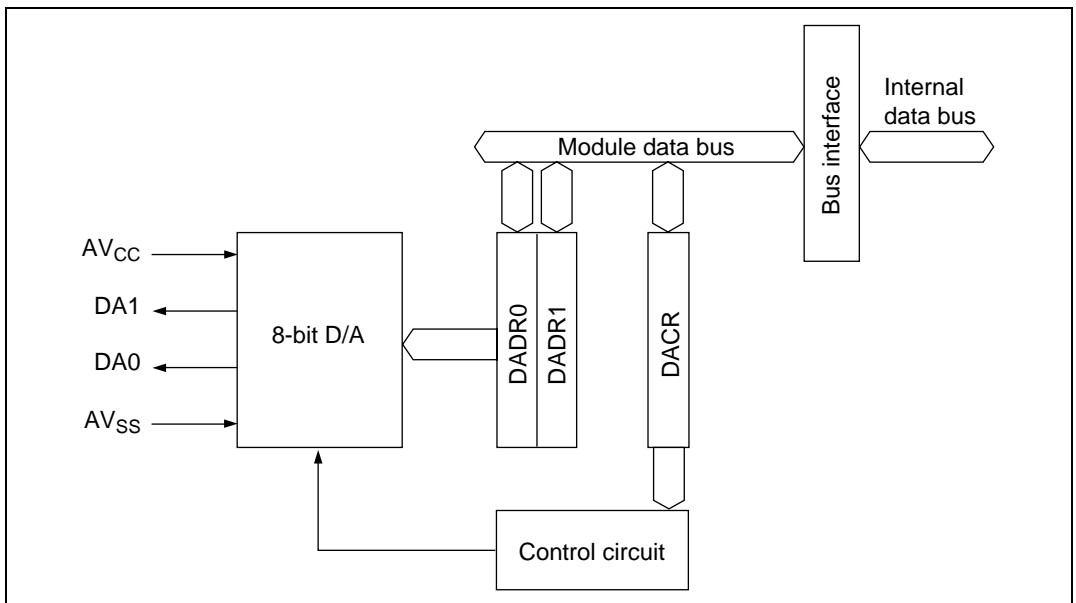 Internal
data bus
Bus interface
Module data bus
AVCC
DA1
DA0
AVSS
8-bit D/A
DADR0
DADR1
DACR
Control circuit